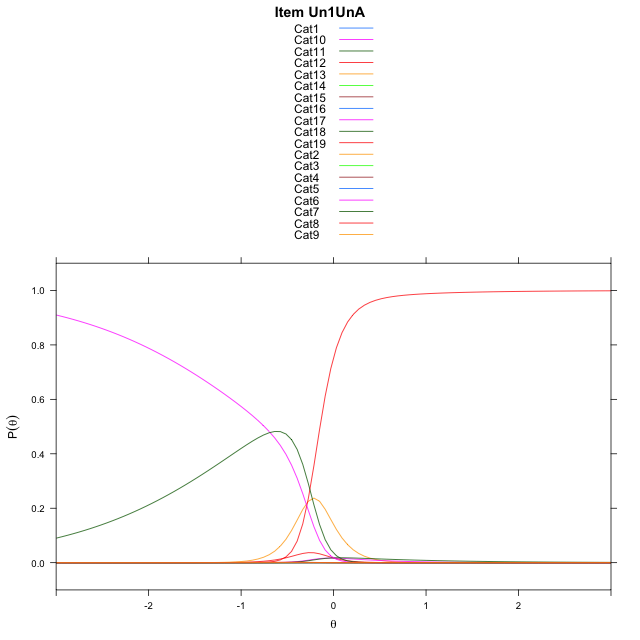 Item Un1UnA
Cat1
Cat10
Cat11
Cat12
Cat13
Cat14
Cat15
Cat16
Cat17
Cat18
Cat19
Cat2
Cat3
Cat4
Cat5
Cat6
Cat7
Cat8
Cat9
1.0
0.8
0.6
0.4
0.2
0.0
P(θ)
-2 -1 0 1 2
θ